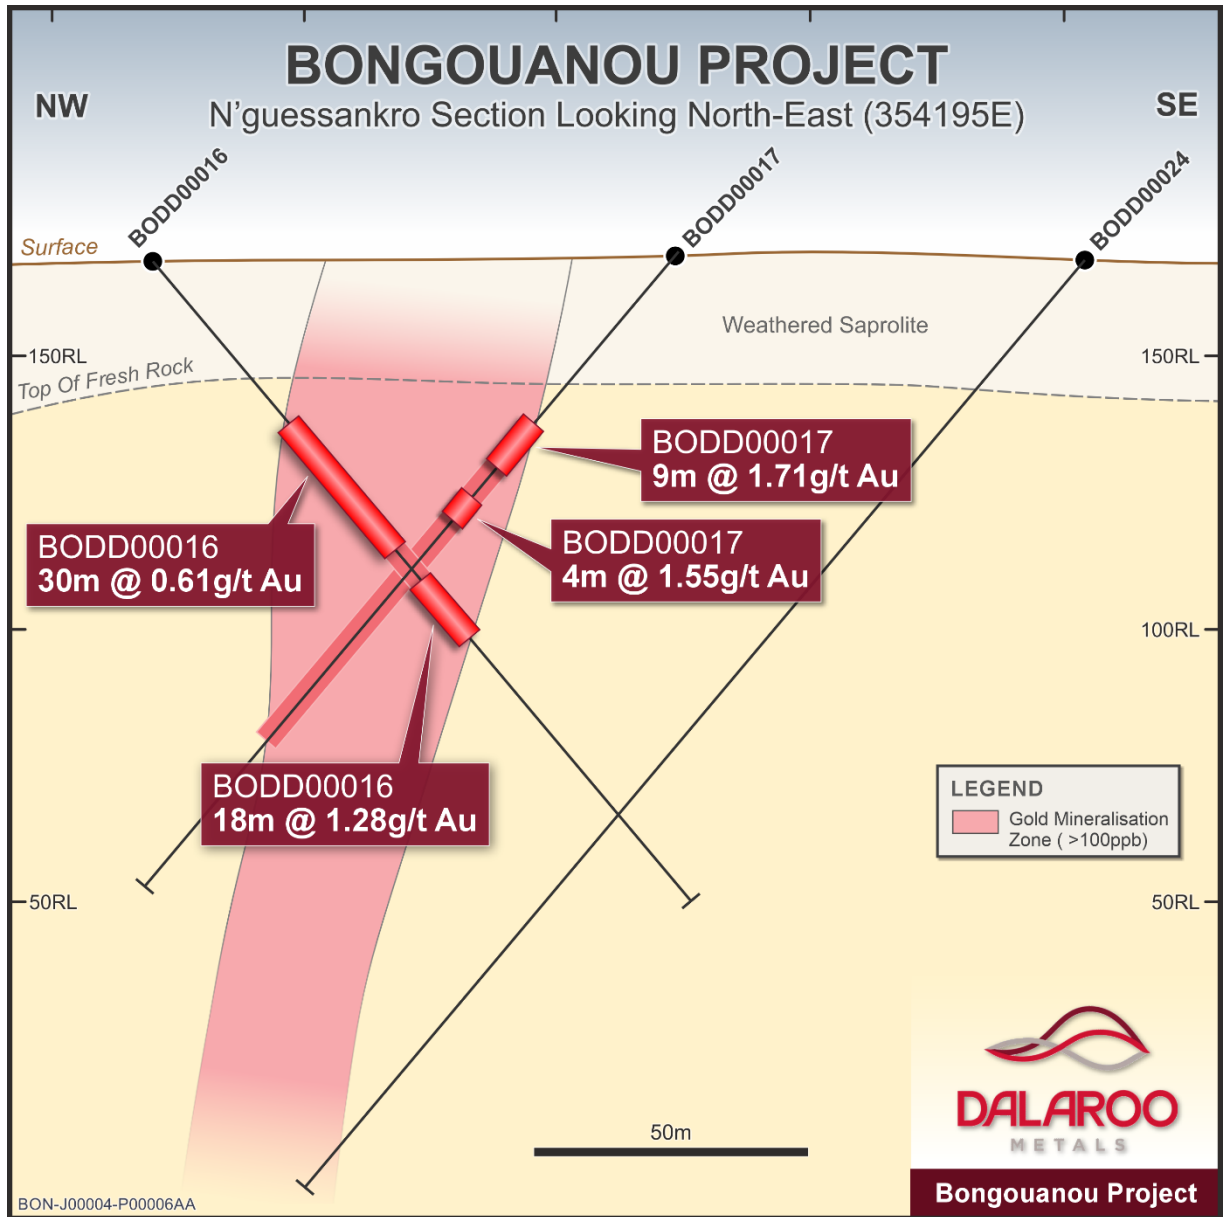 BONGOUANOU PROJECT
N'guessankro Section Looking North-East (354195E)
NW
SE
BODD00016
BODD00017
BODD00024
Surface
Weathered Saprolite
150RL
150RL
Top Of Fresh Rock
BODD00017
9m @ 1.71g/t Au
BODD00016
30m @ 0.61g/t Au
BODD00017
4m @ 1.55g/t Au
100RL
BODD00016
18m @ 1.28g/t Au
LEGEND
Gold Mineralisation
Zone ( >100ppb)
50RL
50RL
50m
DALAROO
METALS
Bongouanou Project
BON-J00004-P00006AA